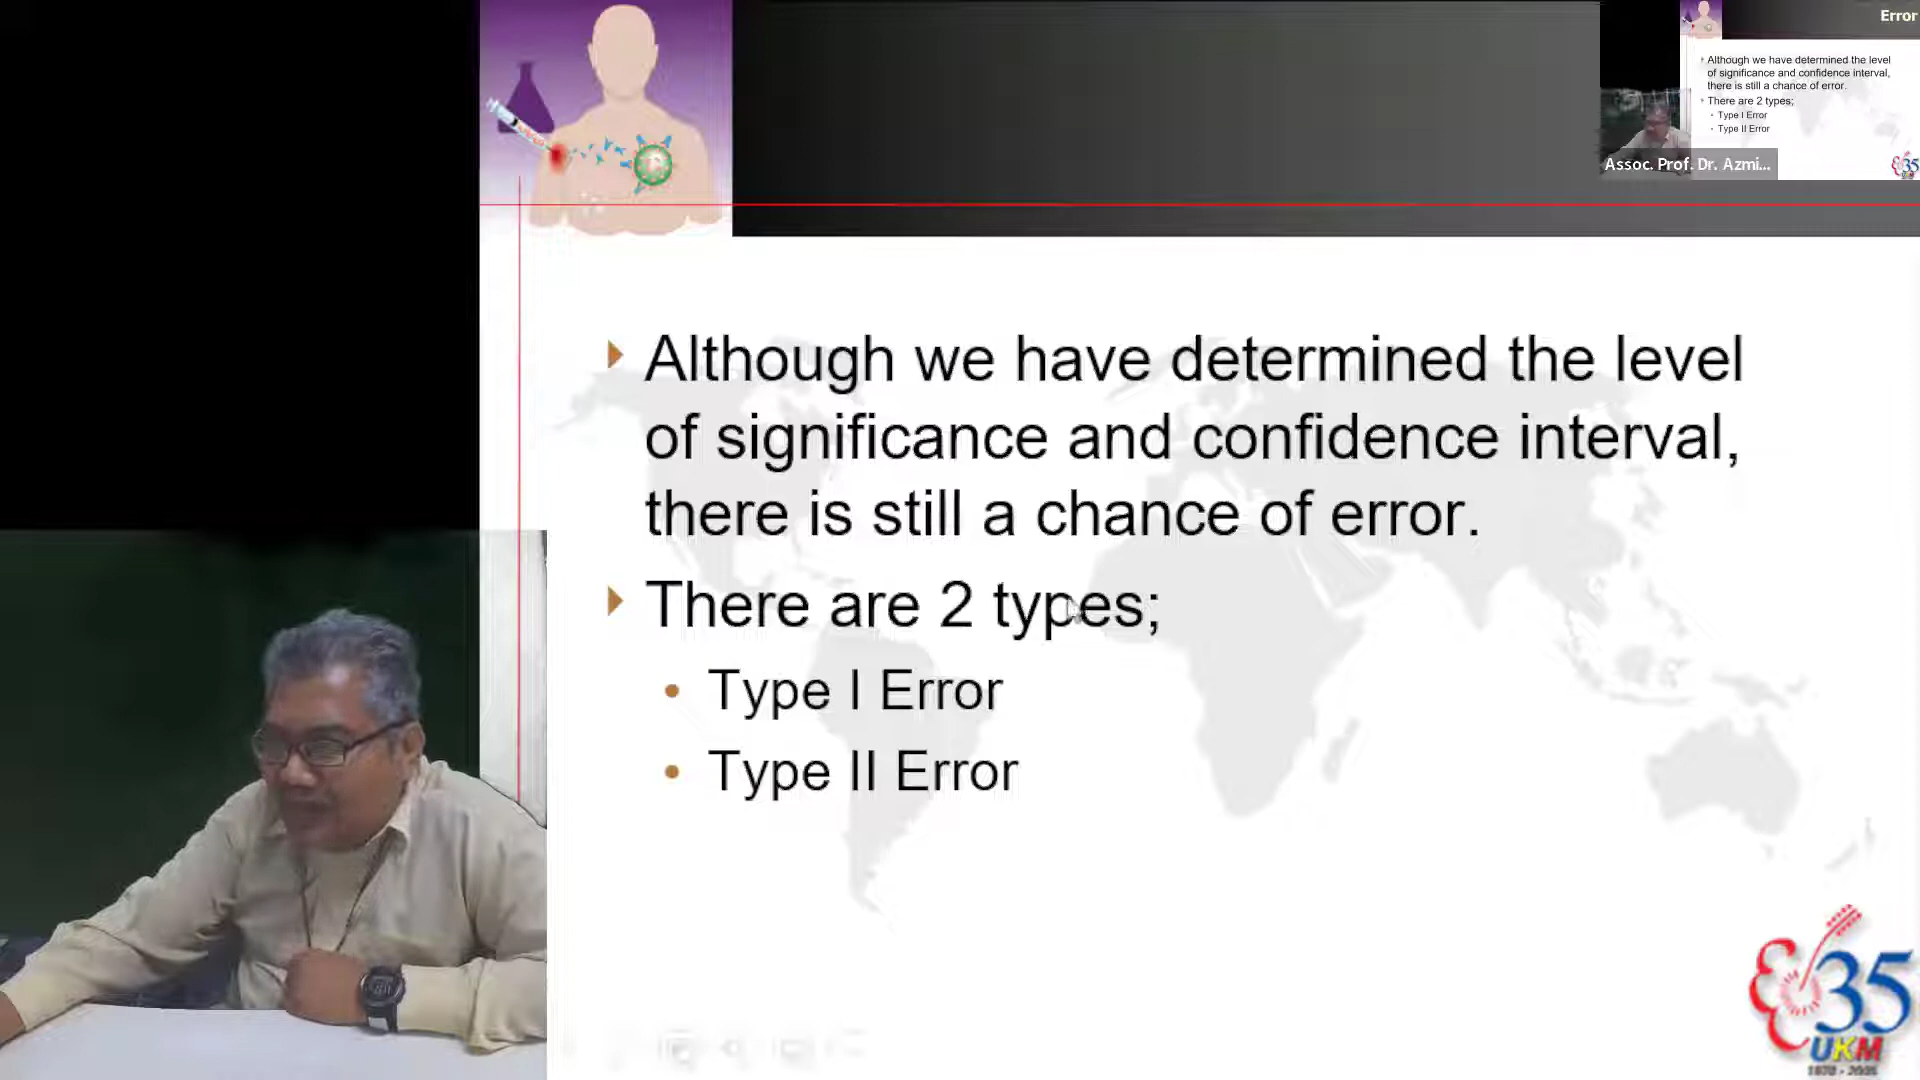 Error
Although we have determined the level
of significance and confidence interval,
there is still a chance of error.
There are 2 types;
Type I Error
Type II Error
35
Assoc. Prof. Dr. Azmi...
Although we have determined the level
of significance and confidence interval,
there is still a chance of error.
There are 2 types;
Type I Error
Type II Error
35
UKM